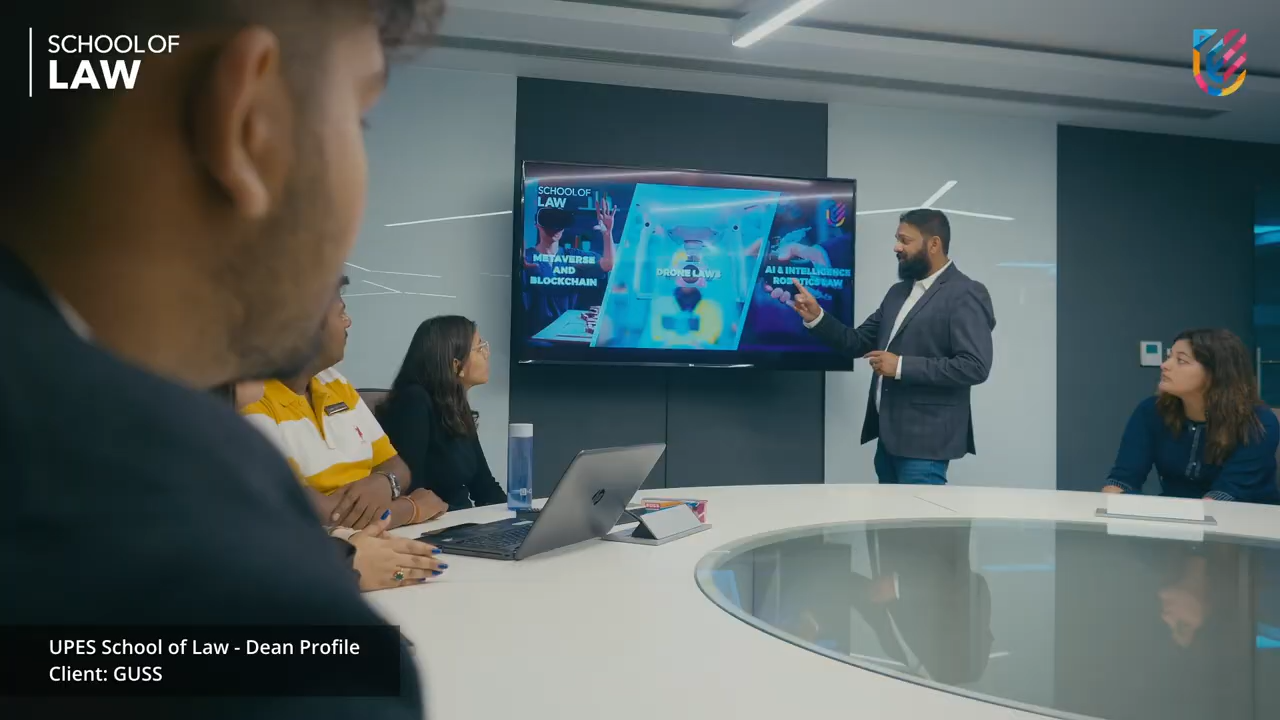 SCHOOL OF
LAW
SCHOOL OF
LAW
METAVERSE
AND
BLOCKCHAIN
DRONE LAWS
AI & INTELLIGENCE
ROBOTICS LAW
hp
UPES School of Law - Dean Profile
Client: GUSS